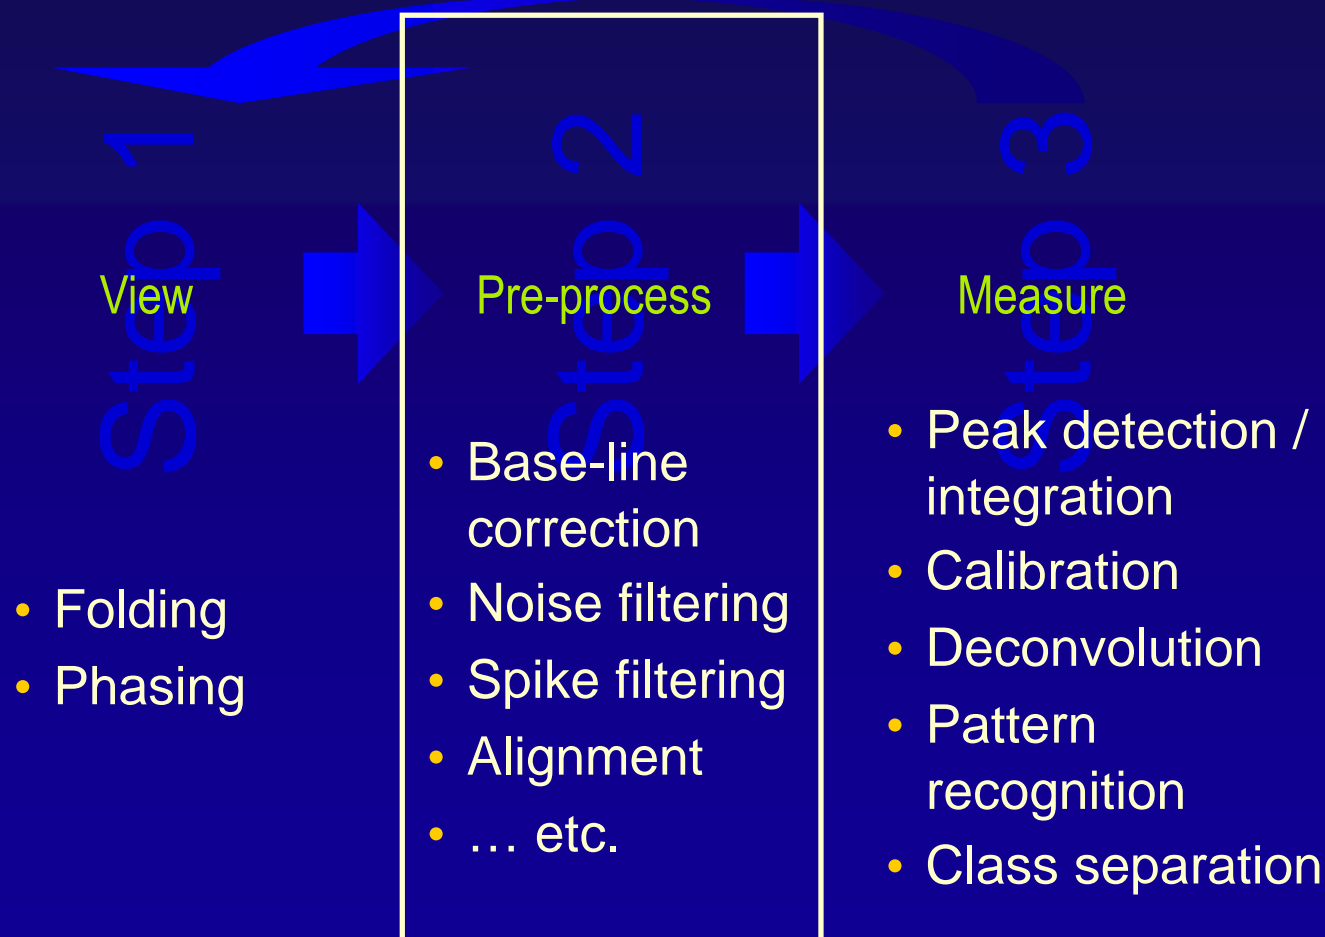 Step 1
View
• Folding
• Phasing
Step 2
Pre-process
• Base-line
correction
• Noise filtering
• Spike filtering
• Alignment
• … etc.
Step 3
Measure
• Peak detection /
integration
• Calibration
• Deconvolution
• Pattern
recognition
• Class separation